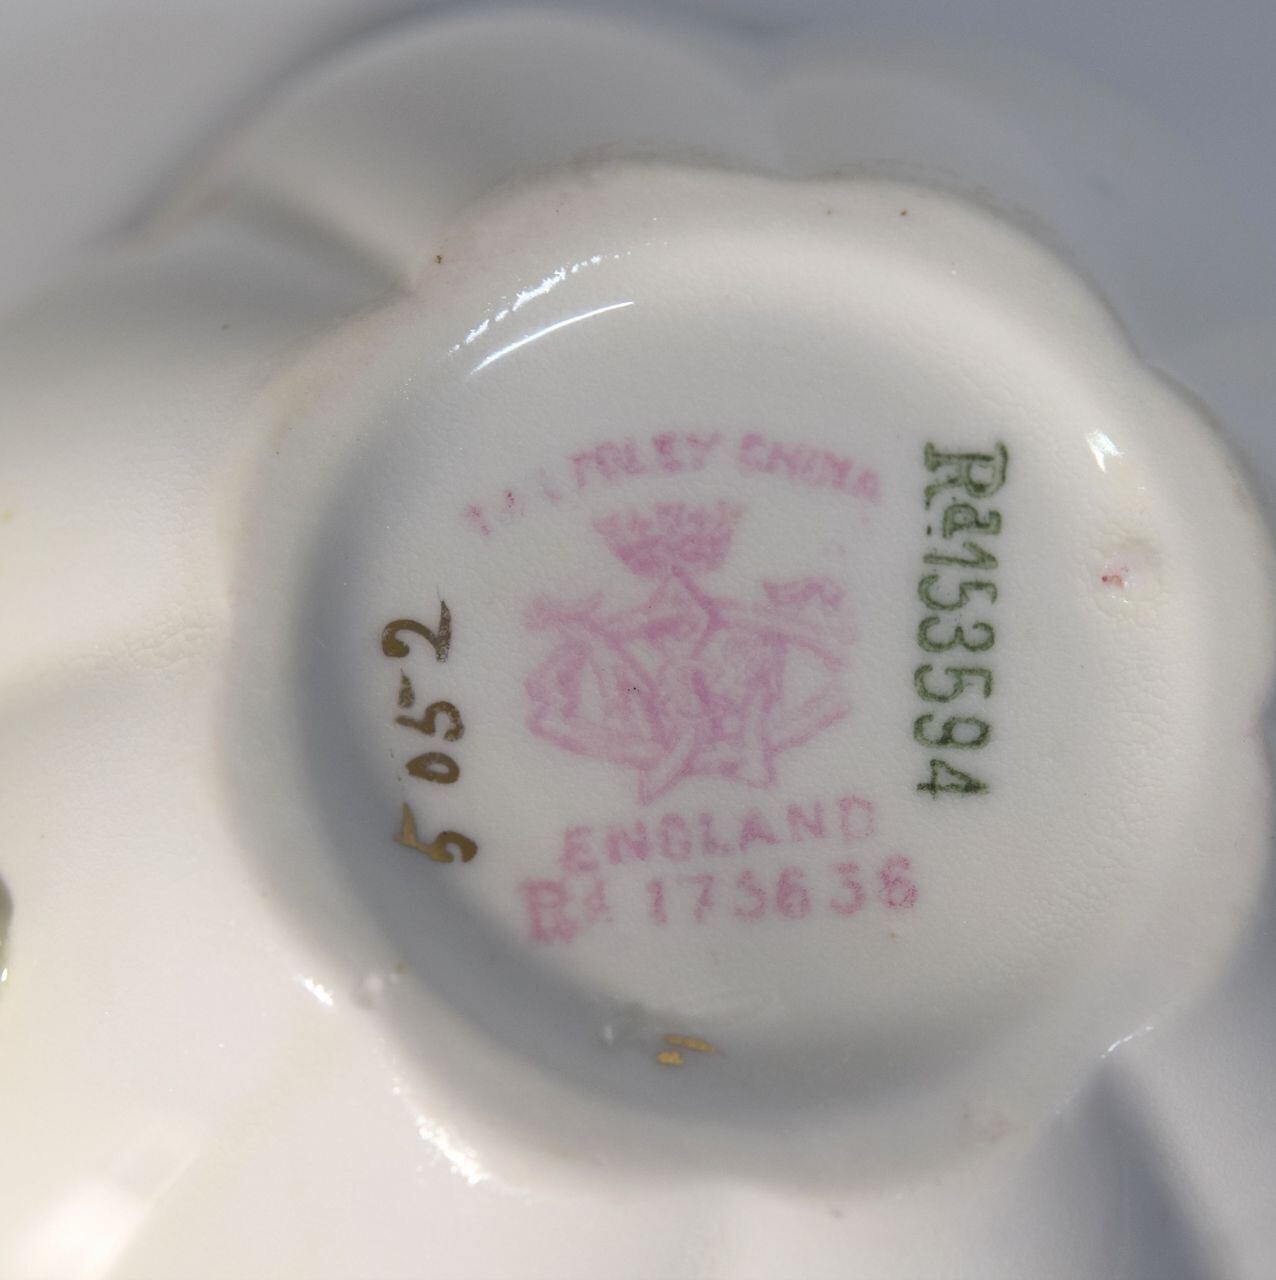 THE FOLEY CHINA
ENGLAND
Rd 173636
Rd 153594
5052